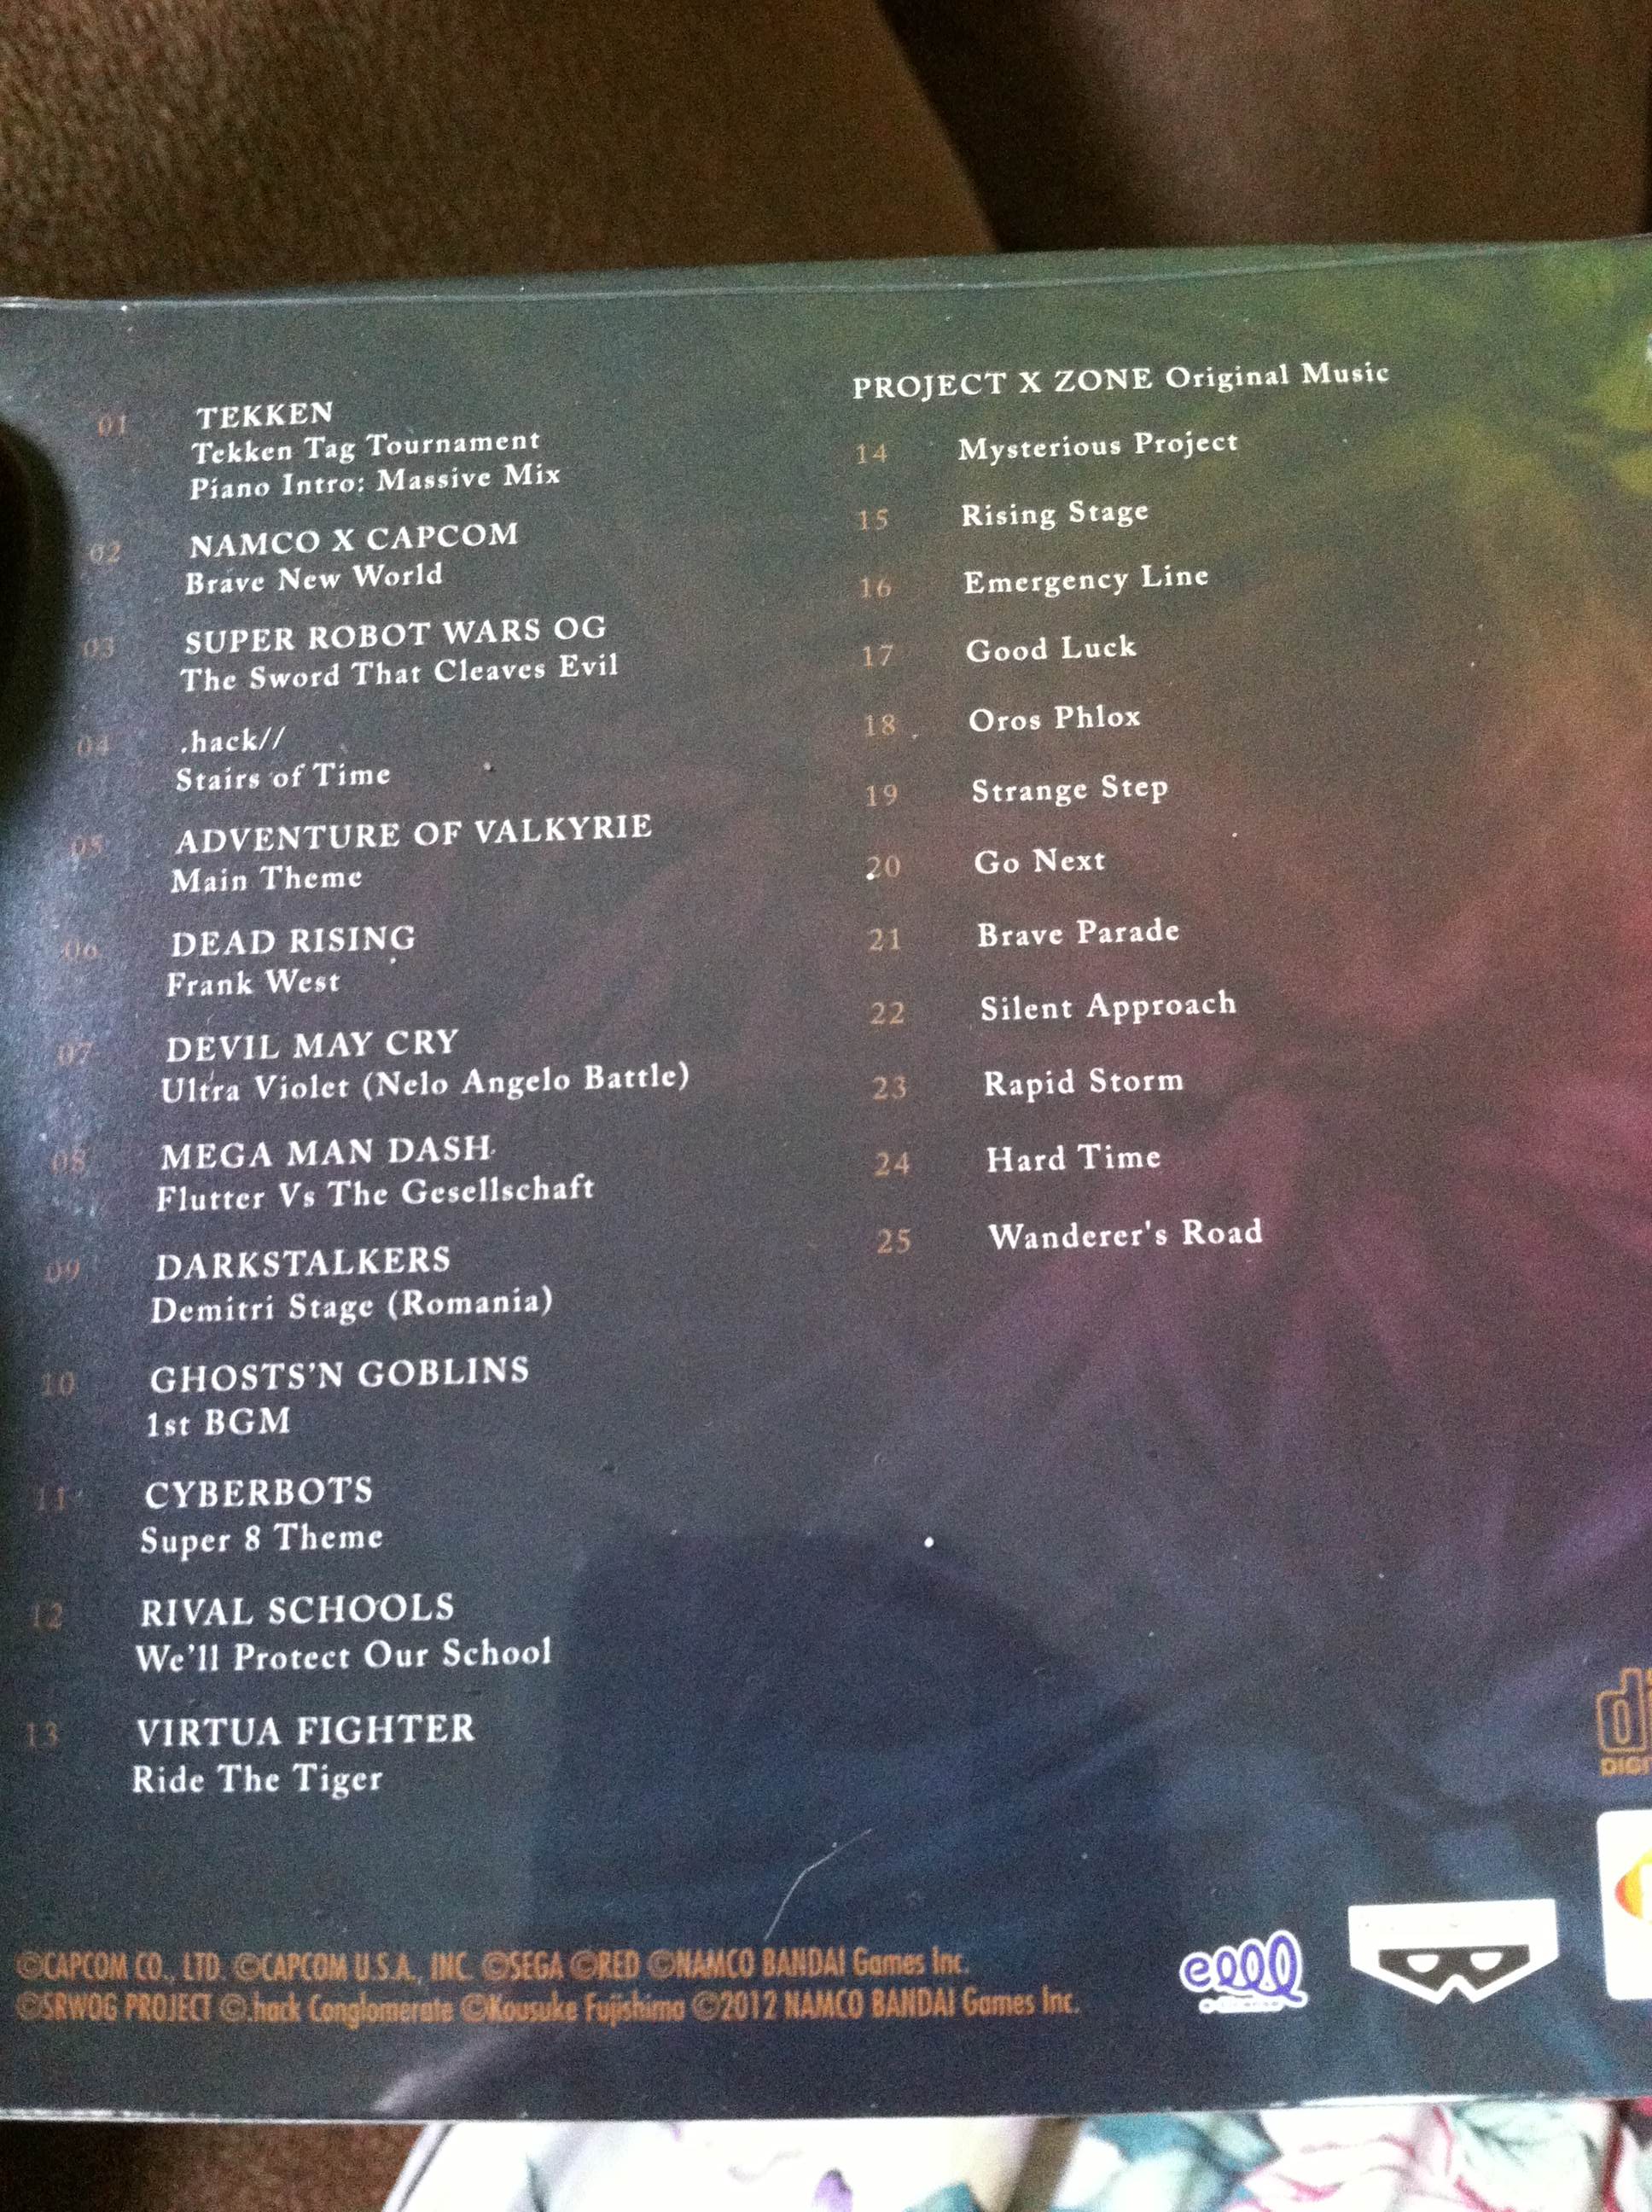 01 TEKKEN
Tekken Tag Tournament
Piano Intro: Massive Mix
02 NAMCO X CAPCOM
Brave New World
03 SUPER ROBOT WARS OG
The Sword That Cleaves Evil
04 .hack//
Stairs of Time
05 ADVENTURE OF VALKYRIE
Main Theme
06 DEAD RISING
Frank West
07 DEVIL MAY CRY
Ultra Violet (Nelo Angelo Battle)
08 MEGA MAN DASH
Flutter Vs The Gesellschaft
09 DARKSTALKERS
Demitri Stage (Romania)
10 GHOSTS'N GOBLINS
1st BGM
11 CYBERBOTS
Super 8 Theme
12 RIVAL SCHOOLS
We'll Protect Our School
13 VIRTUA FIGHTER
Ride The Tiger
PROJECT X ZONE Original Music
14 Mysterious Project
15 Rising Stage
16 Emergency Line
17 Good Luck
18 Oros Phlox
19 Strange Step
20 Go Next
21 Brave Parade
22 Silent Approach
23 Rapid Storm
24 Hard Time
25 Wanderer's Road
©CAPCOM CO., LTD. ©CAPCOM U.S.A., INC. ©SEGA ©RED ©NAMCO BANDAI Games Inc.
©SRWOG PROJECT ©.hack Conglomerate ©Kousuke Fujishima ©2012 NAMCO BANDAI Games Inc.